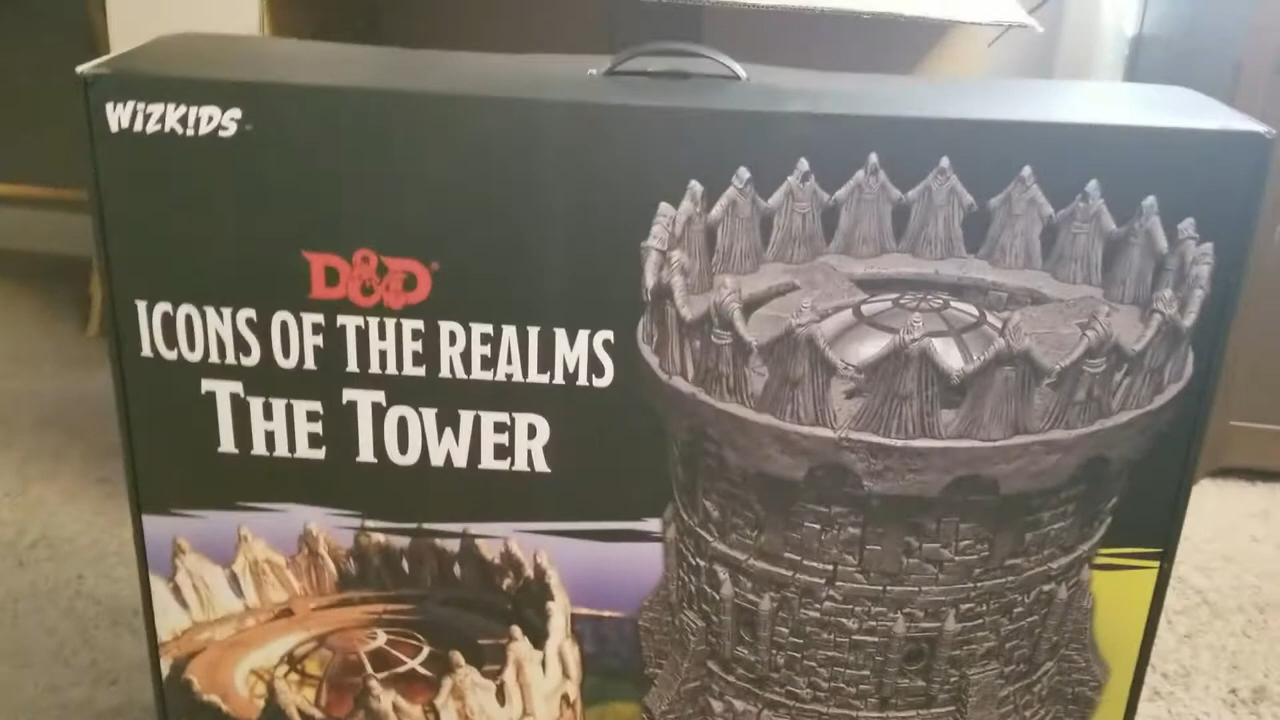 WIZKIDS
D&D
ICONS OF THE REALMS
THE TOWER